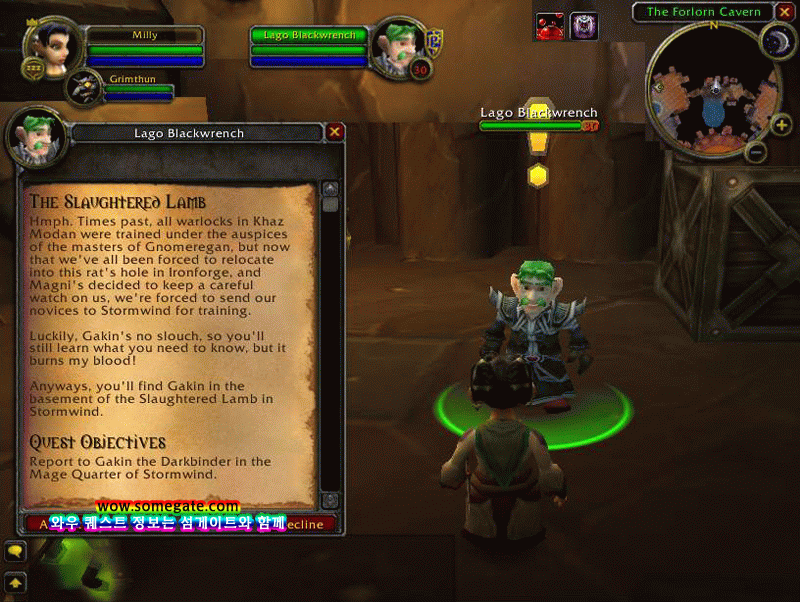 The Forlorn Cavern
N
Milly
zzz
Grimthun
Lago Blackwrench
30
Lago Blackwrench
Lago Blackwrench
The Slaughtered Lamb
Hmph. Times past, all warlocks in Khaz
Modan were trained under the auspices
of the masters of Gnomeregan, but now
that we've all been forced to relocate
into this rat's hole in Ironforge, and
Magni's decided to keep a careful
watch on us, we're forced to send our
novices to Stormwind for training.
Luckily, Gakin's no slouch, so you'll
still learn what you need to know, but it
burns my blood!
Anyways, you'll find Gakin in the
basement of the Slaughtered Lamb in
Stormwind.
Quest Objectives
Report to Gakin the Darkbinder in the
Mage Quarter of Stormwind.
wow.somegate.com
와우 퀘스트 정보는 섬게이트와 함께